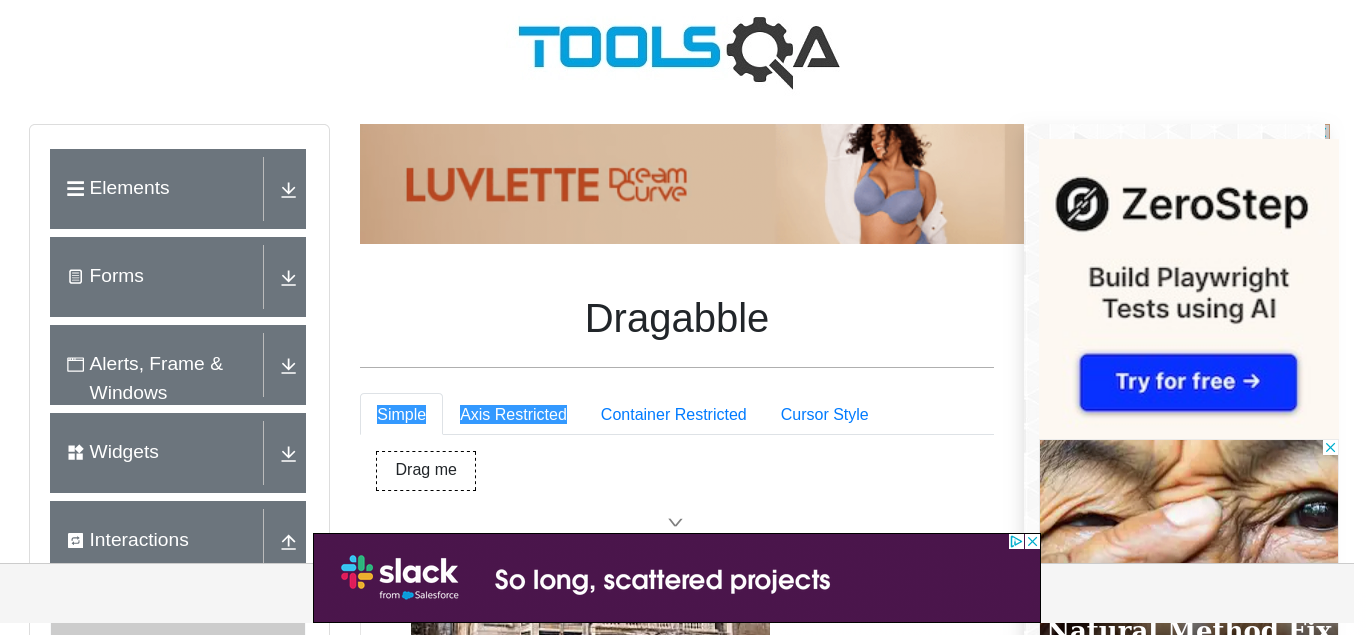 TOOLSQA
Elements
Forms
Alerts, Frame &
Windows
Widgets
Interactions
LUVLETTE Dream
Curve
Dragabble
Simple
Axis Restricted
Container Restricted
Cursor Style
Drag me
ZeroStep
Build Playwright
Tests using AI
Try for free →
slack
from Salesforce
So long, scattered projects
Natural Method Fix